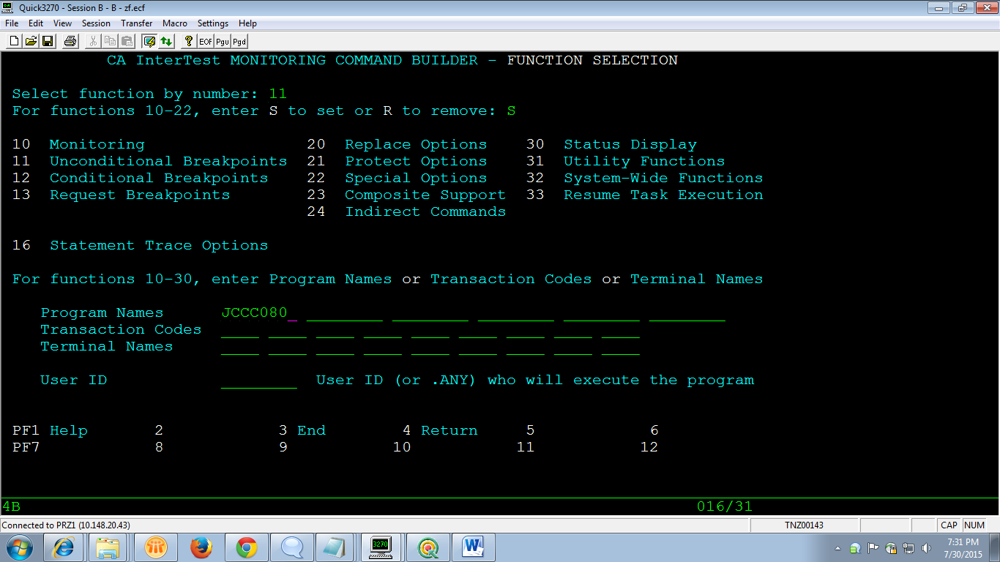 Quick3270 - Session B - B - zf.ecf
File Edit View Session Transfer Macro Settings Help
EOF Pgu Pgd
CA InterTest MONITORING COMMAND BUILDER - FUNCTION SELECTION
Select function by number: 11
For functions 10-22, enter S to set or R to remove: S
10 Monitoring 20 Replace Options 30 Status Display
11 Unconditional Breakpoints 21 Protect Options 31 Utility Functions
12 Conditional Breakpoints 22 Special Options 32 System-Wide Functions
13 Request Breakpoints 23 Composite Support 33 Resume Task Execution
24 Indirect Commands
16 Statement Trace Options
For functions 10-30, enter Program Names or Transaction Codes or Terminal Names
Program Names JCCC080_ ________ ________ ________ ________ ________
Transaction Codes ____ ____ ____ ____ ____ ____ ____ ____ ____
Terminal Names ____ ____ ____ ____ ____ ____ ____ ____ ____
User ID ________ User ID (or .ANY) who will execute the program
PF1 Help 2 3 End 4 Return 5 6
PF7 8 9 10 11 12
4B 016/31
Connected to PRZ1 (10.148.20.43) TNZ00143 CAP NUM
3270
7:31 PM
7/30/2015